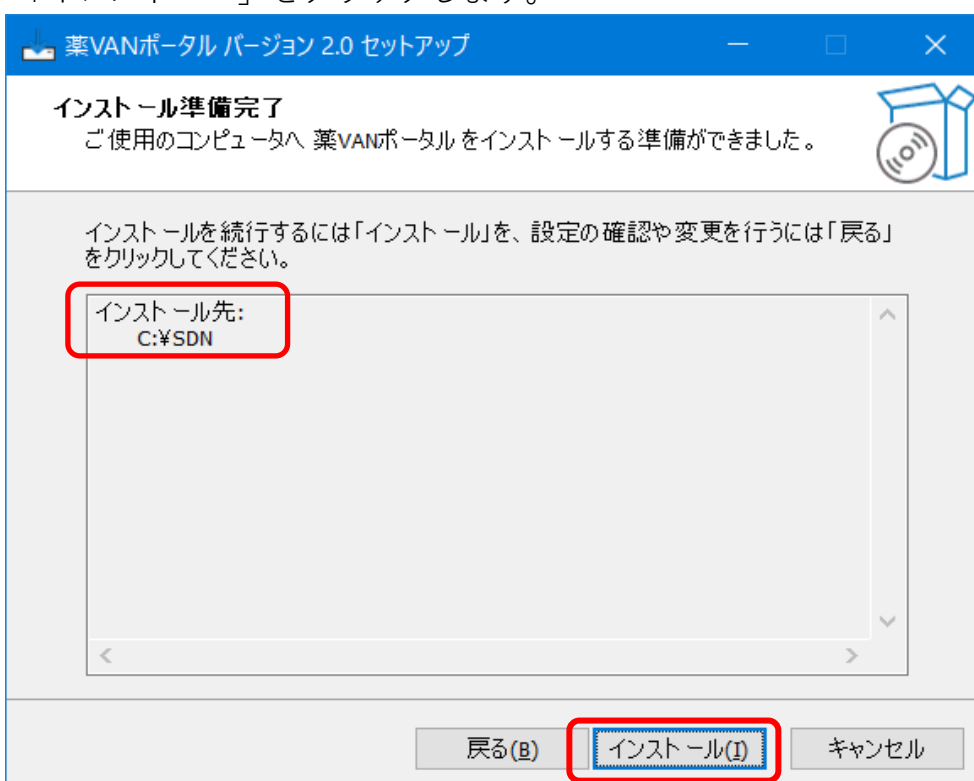 薬VANポータル バージョン 2.0 セットアップ
インストール準備完了
ご使用のコンピュータへ 薬VANポータル をインストールする準備ができました。
インストールを続行するには「インストール」を、設定の確認や変更を行うには「戻る」
をクリックしてください。
インストール先:
C:¥SDN
戻る(B)
インストール(I)
キャンセル